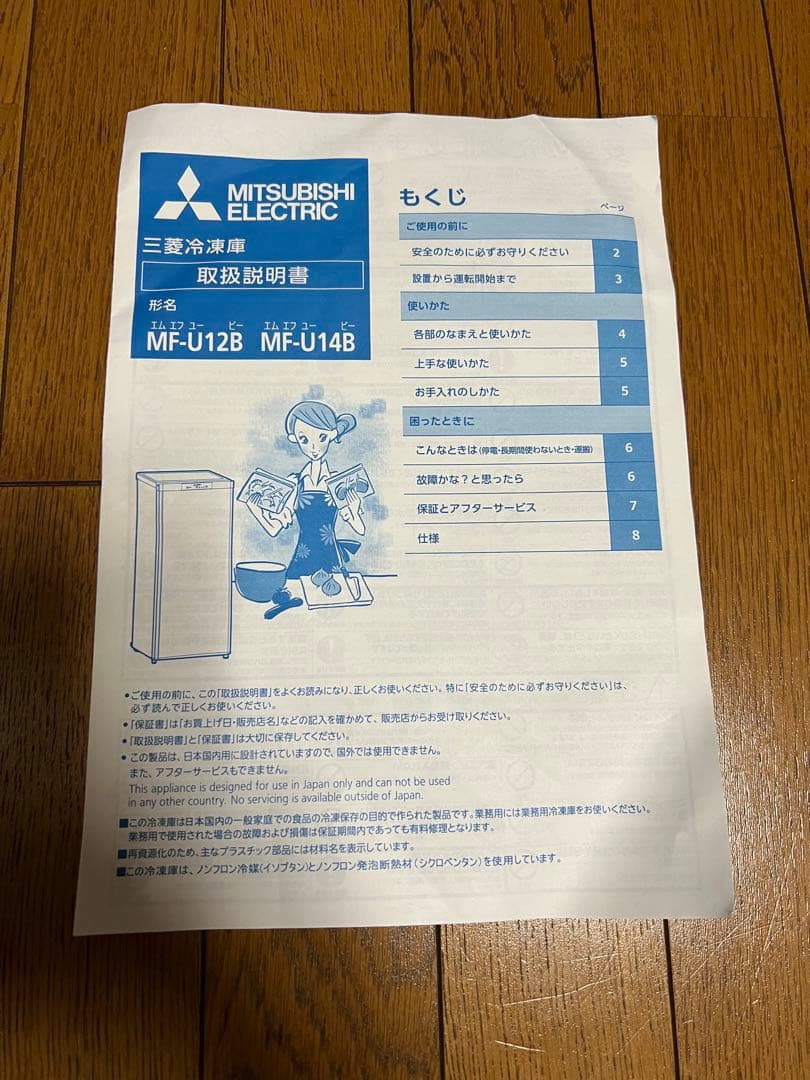 MITSUBISHI
ELECTRIC
三菱冷凍庫
取扱説明書
形名
エム エフ ユー ビー エム エフ ユー ビー
MF-U12B MF-U14B
もくじ
ページ
ご使用の前に
安全のために必ずお守りください 2
設置から運転開始まで 3
使いかた
各部のなまえと使いかた 4
上手な使いかた 5
お手入れのしかた 5
困ったときに
こんなときは(停電・長期間使わないとき・運搬) 6
故障かな?と思ったら 6
保証とアフターサービス 7
仕様 8
●ご使用の前に、この「取扱説明書」をよくお読みになり、正しくお使いください。特に「安全のために必ずお守りください」は、
必ず読んで正しくお使いください。
●「保証書」は「お買上げ日・販売店名」などの記入を確かめて、販売店からお受け取りください。
●「取扱説明書」と「保証書」は大切に保存してください。
●この製品は、日本国内用に設計されていますので、国外では使用できません。
また、アフターサービスもできません。
This appliance is designed for use in Japan only and can not be used
in any other country. No servicing is available outside of Japan.
■この冷凍庫は日本国内の一般家庭での食品の冷凍保存の目的で作られた製品です。業務用には業務用冷凍庫をお使いください。
業務用で使用された場合の故障および損傷は保証期間内であっても有料修理となります。
■再資源化のため、主なプラスチック部品には材料名を表示しています。
■この冷凍庫は、ノンフロン冷媒(イソブタン)とノンフロン発泡断熱材(シクロペンタン)を使用しています。